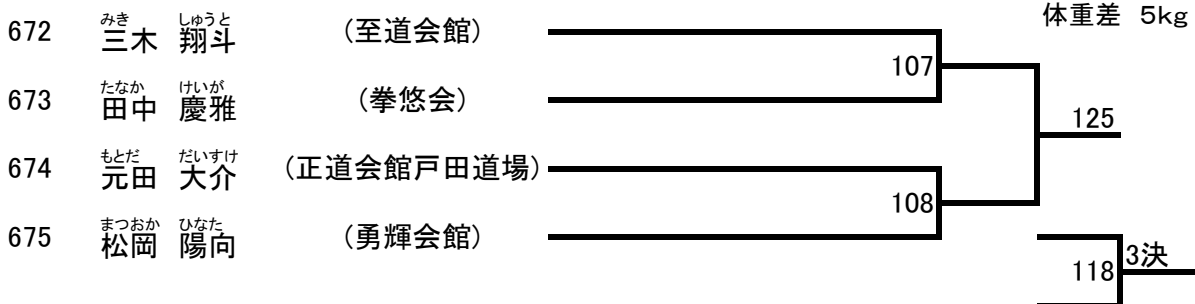 体重差 5kg
672 三木 翔斗 (至道会館)
みき しゅうと
107
673 田中 慶雅 (拳悠会)
たなか けいが
125
674 元田 大介 (正道会館戸田道場)
もとだ だいすけ
108
675 松岡 陽向 (勇輝会館)
まつおか ひなた
118 3決